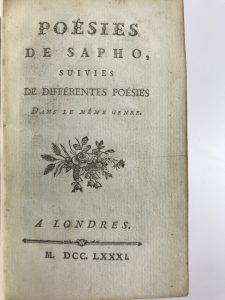 POÉSIES
DE SAPHO,
SUIVIES
DE DIFFÉRENTES POÉSIES
DANS LE MÊME GENRE.
A LONDRES.
M. DCC. LXXXI.